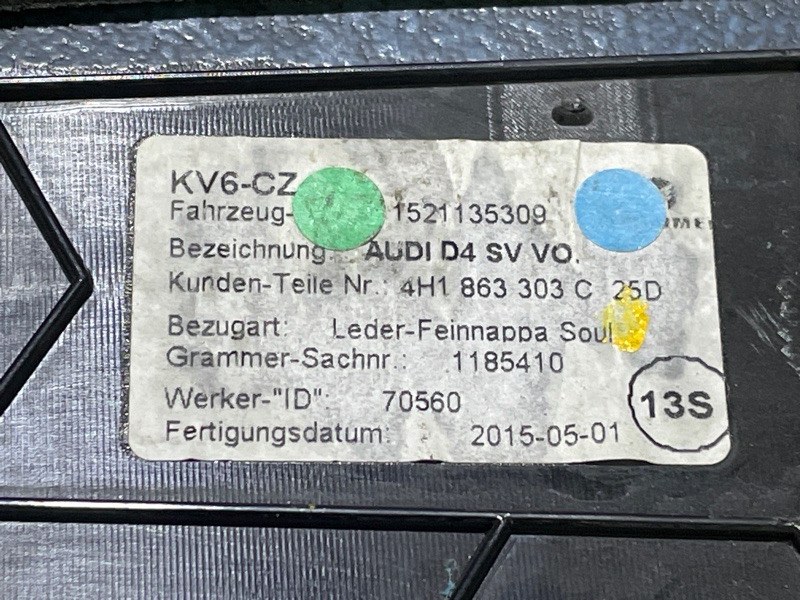 KV6-CZ
Fahrzeug- 1521135309
Bezeichnung: AUDI D4 SV VO.
Kunden-Teile Nr.: 4H1 863 303 C 25D
Bezugart: Leder-Feinnappa Soul
Grammer-Sachnr.: 1185410
Werker-"ID": 70560
13S
Fertigungsdatum: 2015-05-01